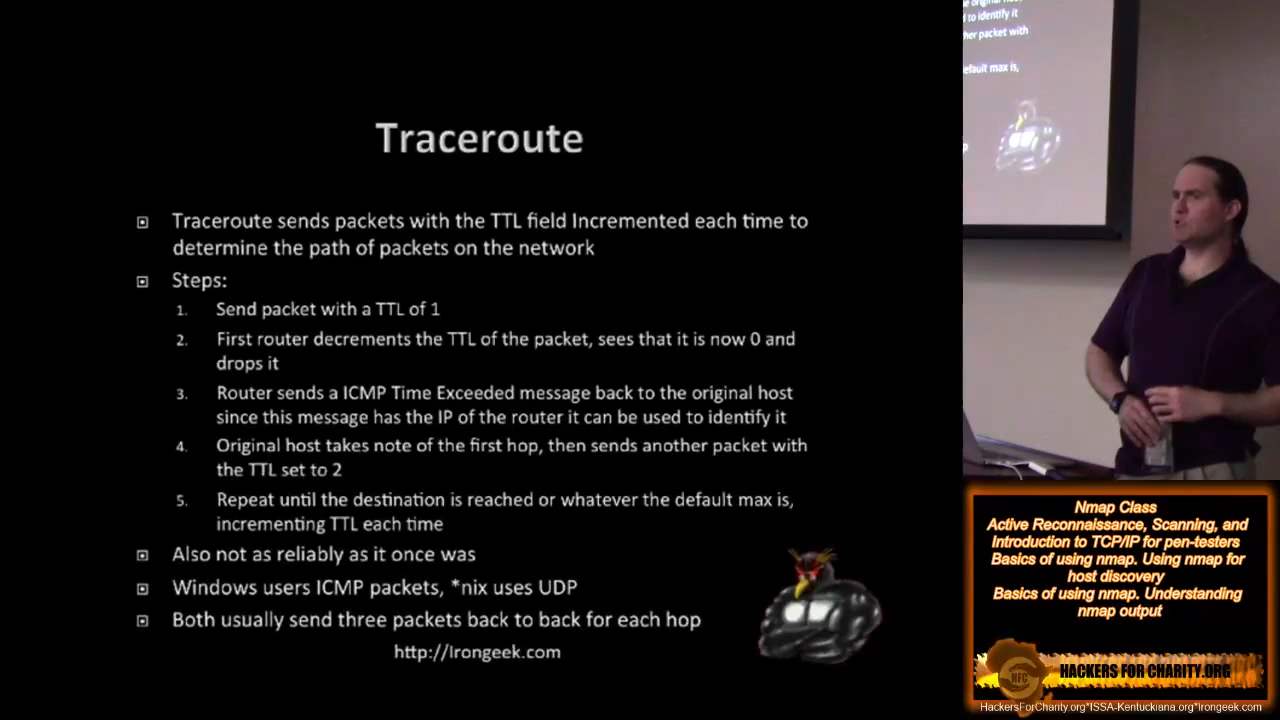 Traceroute
Traceroute sends packets with the TTL field Incremented each time to
determine the path of packets on the network
Steps:
1. Send packet with a TTL of 1
2. First router decrements the TTL of the packet, sees that it is now 0 and
drops it
3. Router sends a ICMP Time Exceeded message back to the original host
since this message has the IP of the router it can be used to identify it
4. Original host takes note of the first hop, then sends another packet with
the TTL set to 2
5. Repeat until the destination is reached or whatever the default max is,
incrementing TTL each time
Also not as reliably as it once was
Windows users ICMP packets, *nix uses UDP
Both usually send three packets back to back for each hop
http://Irongeek.com
to identify it
packet with
max is,
Nmap Class
Active Reconnaissance, Scanning, and
Introduction to TCP/IP for pen-testers
Basics of using nmap. Using nmap for
host discovery
Basics of using nmap. Understanding
nmap output
HFC
HACKERS FOR CHARITY.ORG
HackersForCharity.org*ISSA-Kentuckiana.org*Irongeek.com